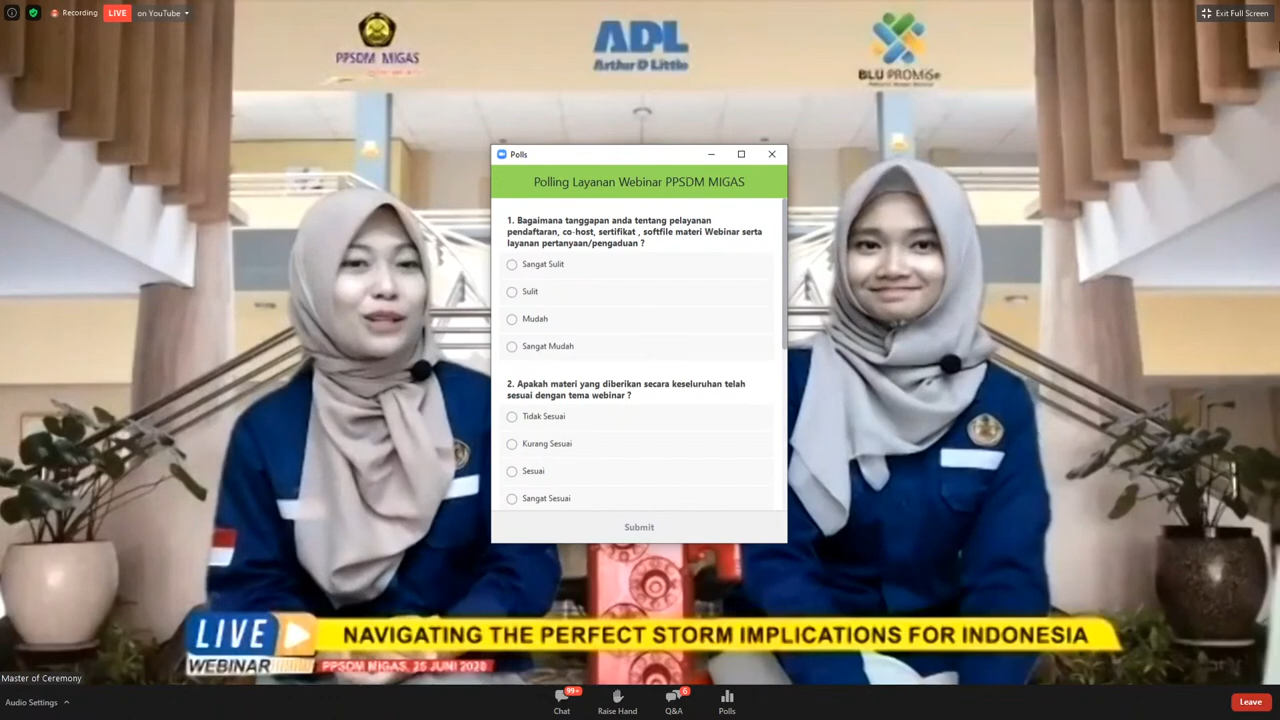 Recording
LIVE
on YouTube
Exit Full Screen
PPSDM MIGAS
ADL
Arthur D Little
BLU PROMISe
Polls
Polling Layanan Webinar PPSDM MIGAS
1. Bagaimana tanggapan anda tentang pelayanan
pendaftaran, co-host, sertifikat , softfile materi Webinar serta
layanan pertanyaan/pengaduan ?
Sangat Sulit
Sulit
Mudah
Sangat Mudah
2. Apakah materi yang diberikan secara keseluruhan telah
sesuai dengan tema webinar ?
Tidak Sesuai
Kurang Sesuai
Sesuai
Sangat Sesuai
Submit
LIVE
WEBINAR
NAVIGATING THE PERFECT STORM IMPLICATIONS FOR INDONESIA
PPSDM MIGAS, 25 JUNI 2020
Master of Ceremony
Audio Settings
99+
Chat
Raise Hand
6
Q&A
Polls
Leave